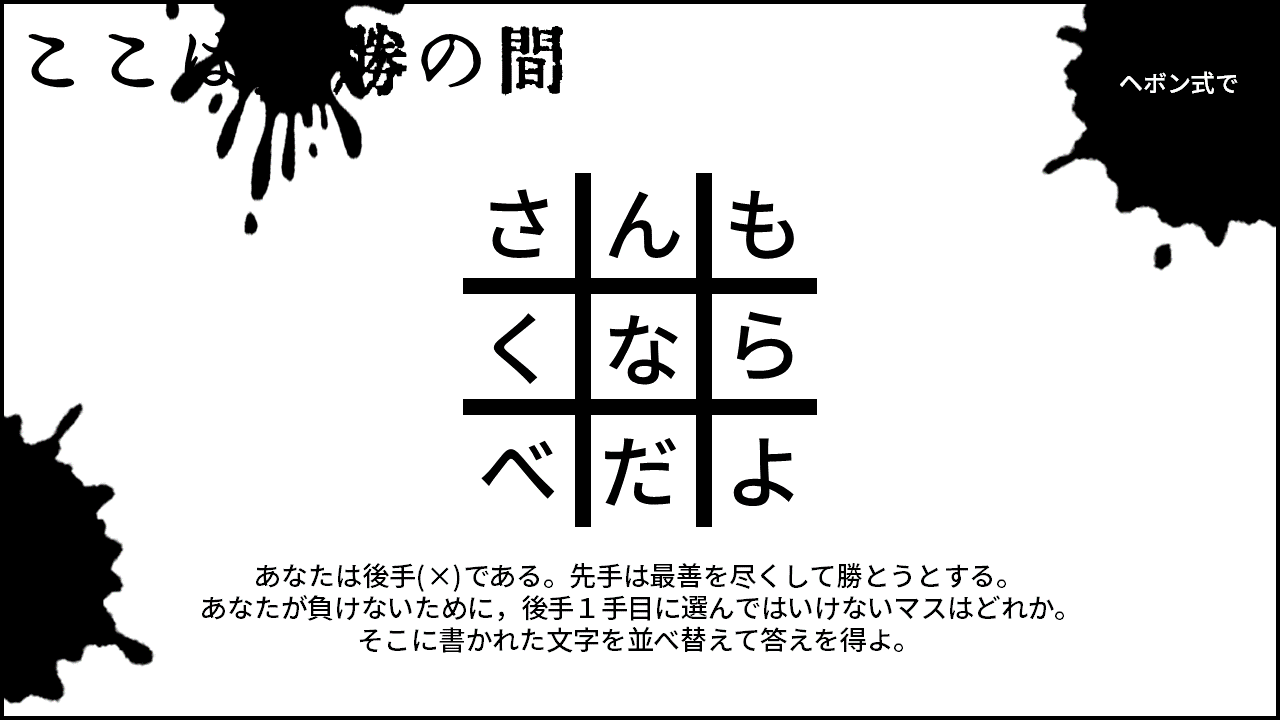 ここは 勝の間
ヘボン式で
さ ん も
く な ら
べ だ よ
あなたは後手(×)である。先手は最善を尽くして勝とうとする。
あなたが負けないために，後手１手目に選んではいけないマスはどれか。
そこに書かれた文字を並べ替えて答えを得よ。